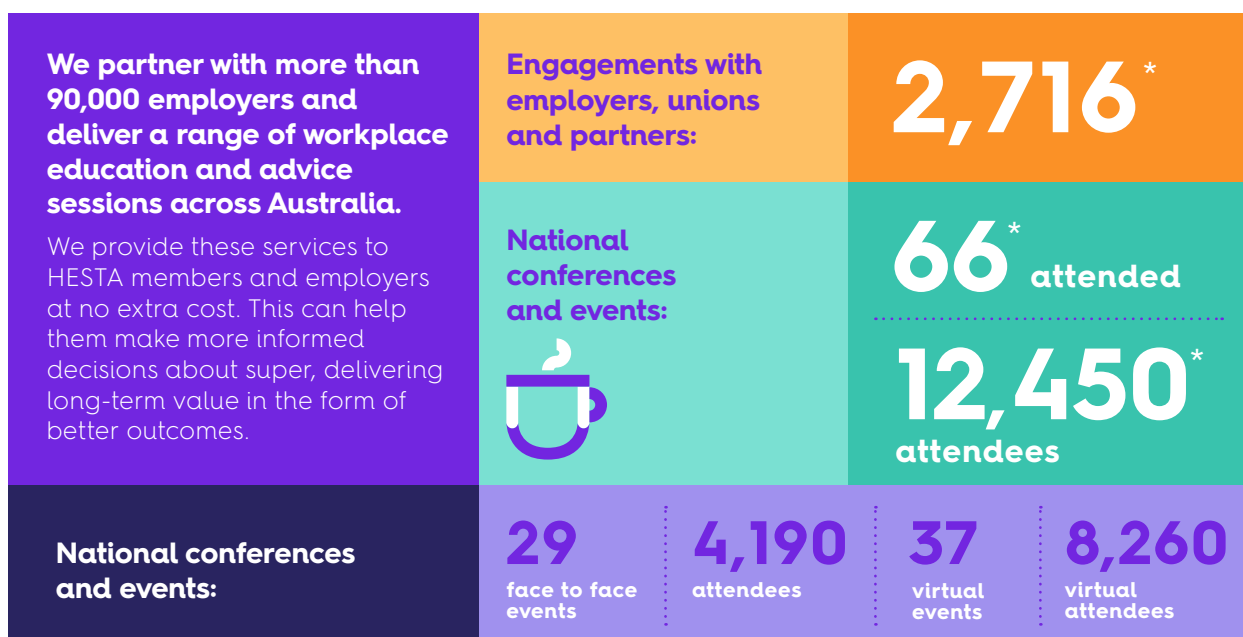 We partner with more than
90,000 employers and
deliver a range of workplace
education and advice
sessions across Australia.
We provide these services to
HESTA members and employers
at no extra cost. This can help
them make more informed
decisions about super, delivering
long-term value in the form of
better outcomes.
Engagements with
employers, unions
and partners:
2,716*
National
conferences
and events:
66* attended
12,450*
attendees
National conferences
and events:
29
face to face
events
4,190
attendees
37
virtual
events
8,260
virtual
attendees